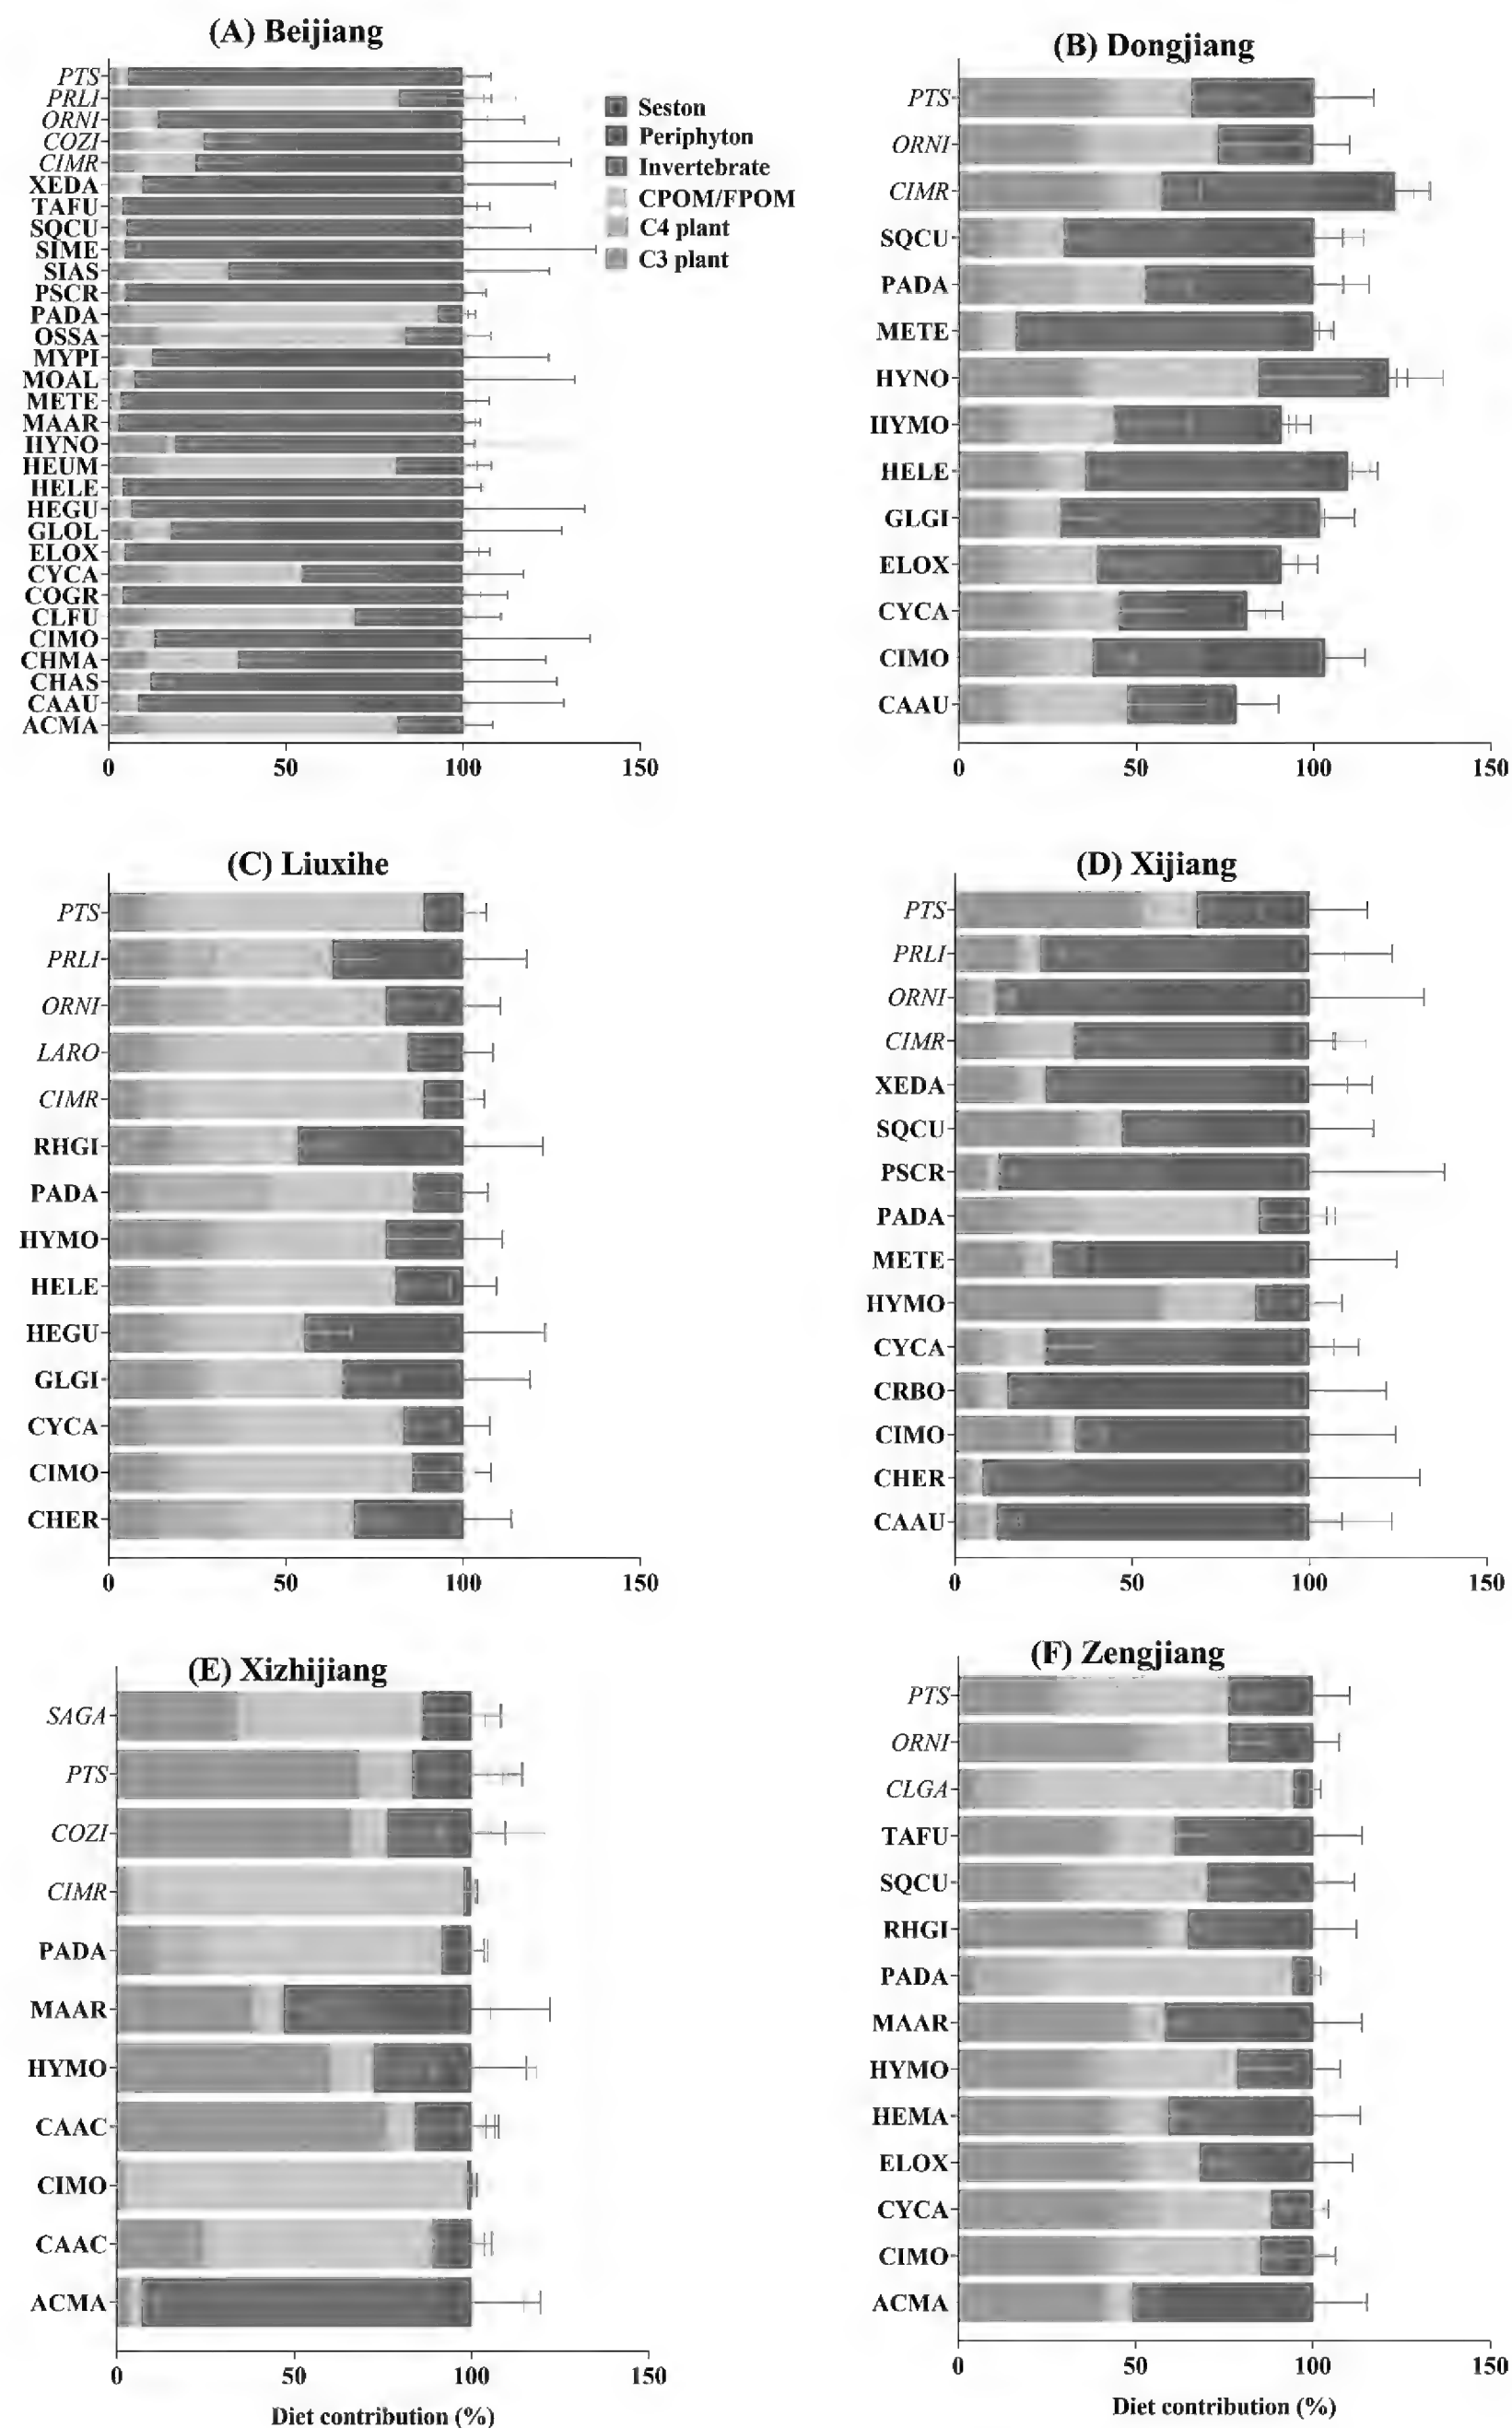 (A) Beijiang
PTS
PRLI
ORNI
COZI
CIMR
XEDA
TAFU
SQCU
SIME
SIAS
PSCR
PADA
OSSA
MYPI
MOAL
METE
MAAR
HYNO
HEUM
HELE
HEGU
GLOL
ELOX
CYCA
COGR
CLFU
CIMO
CHMA
CHAS
CAAU
ACMA
0 50 100 150
Seston
Periphyton
Invertebrate
CPOM/FPOM
C4 plant
C3 plant
(B) Dongjiang
PTS
ORNI
CIMR
SQCU
PADA
METE
HYNO
HYMO
HELE
GLGI
ELOX
CYCA
CIMO
CAAU
0 50 100 150
(C) Liuxihe
PTS
PRLI
ORNI
LARO
CIMR
RHGI
PADA
HYMO
HELE
HEGU
GLGI
CYCA
CIMO
CHER
0 50 100 150
(D) Xijiang
PTS
PRLI
ORNI
CIMR
XEDA
SQCU
PSCR
PADA
METE
HYMO
CYCA
CRBO
CIMO
CHER
CAAU
0 50 100 150
(E) Xizhijiang
SAGA
PTS
COZI
CIMR
PADA
MAAR
HYMO
CAAC
CIMO
CAAC
ACMA
0 50 100 150
Diet contribution (%)
(F) Zengjiang
PTS
ORNI
CLGA
TAFU
SQCU
RHGI
PADA
MAAR
HYMO
HEMA
ELOX
CYCA
CIMO
ACMA
0 50 100 150
Diet contribution (%)